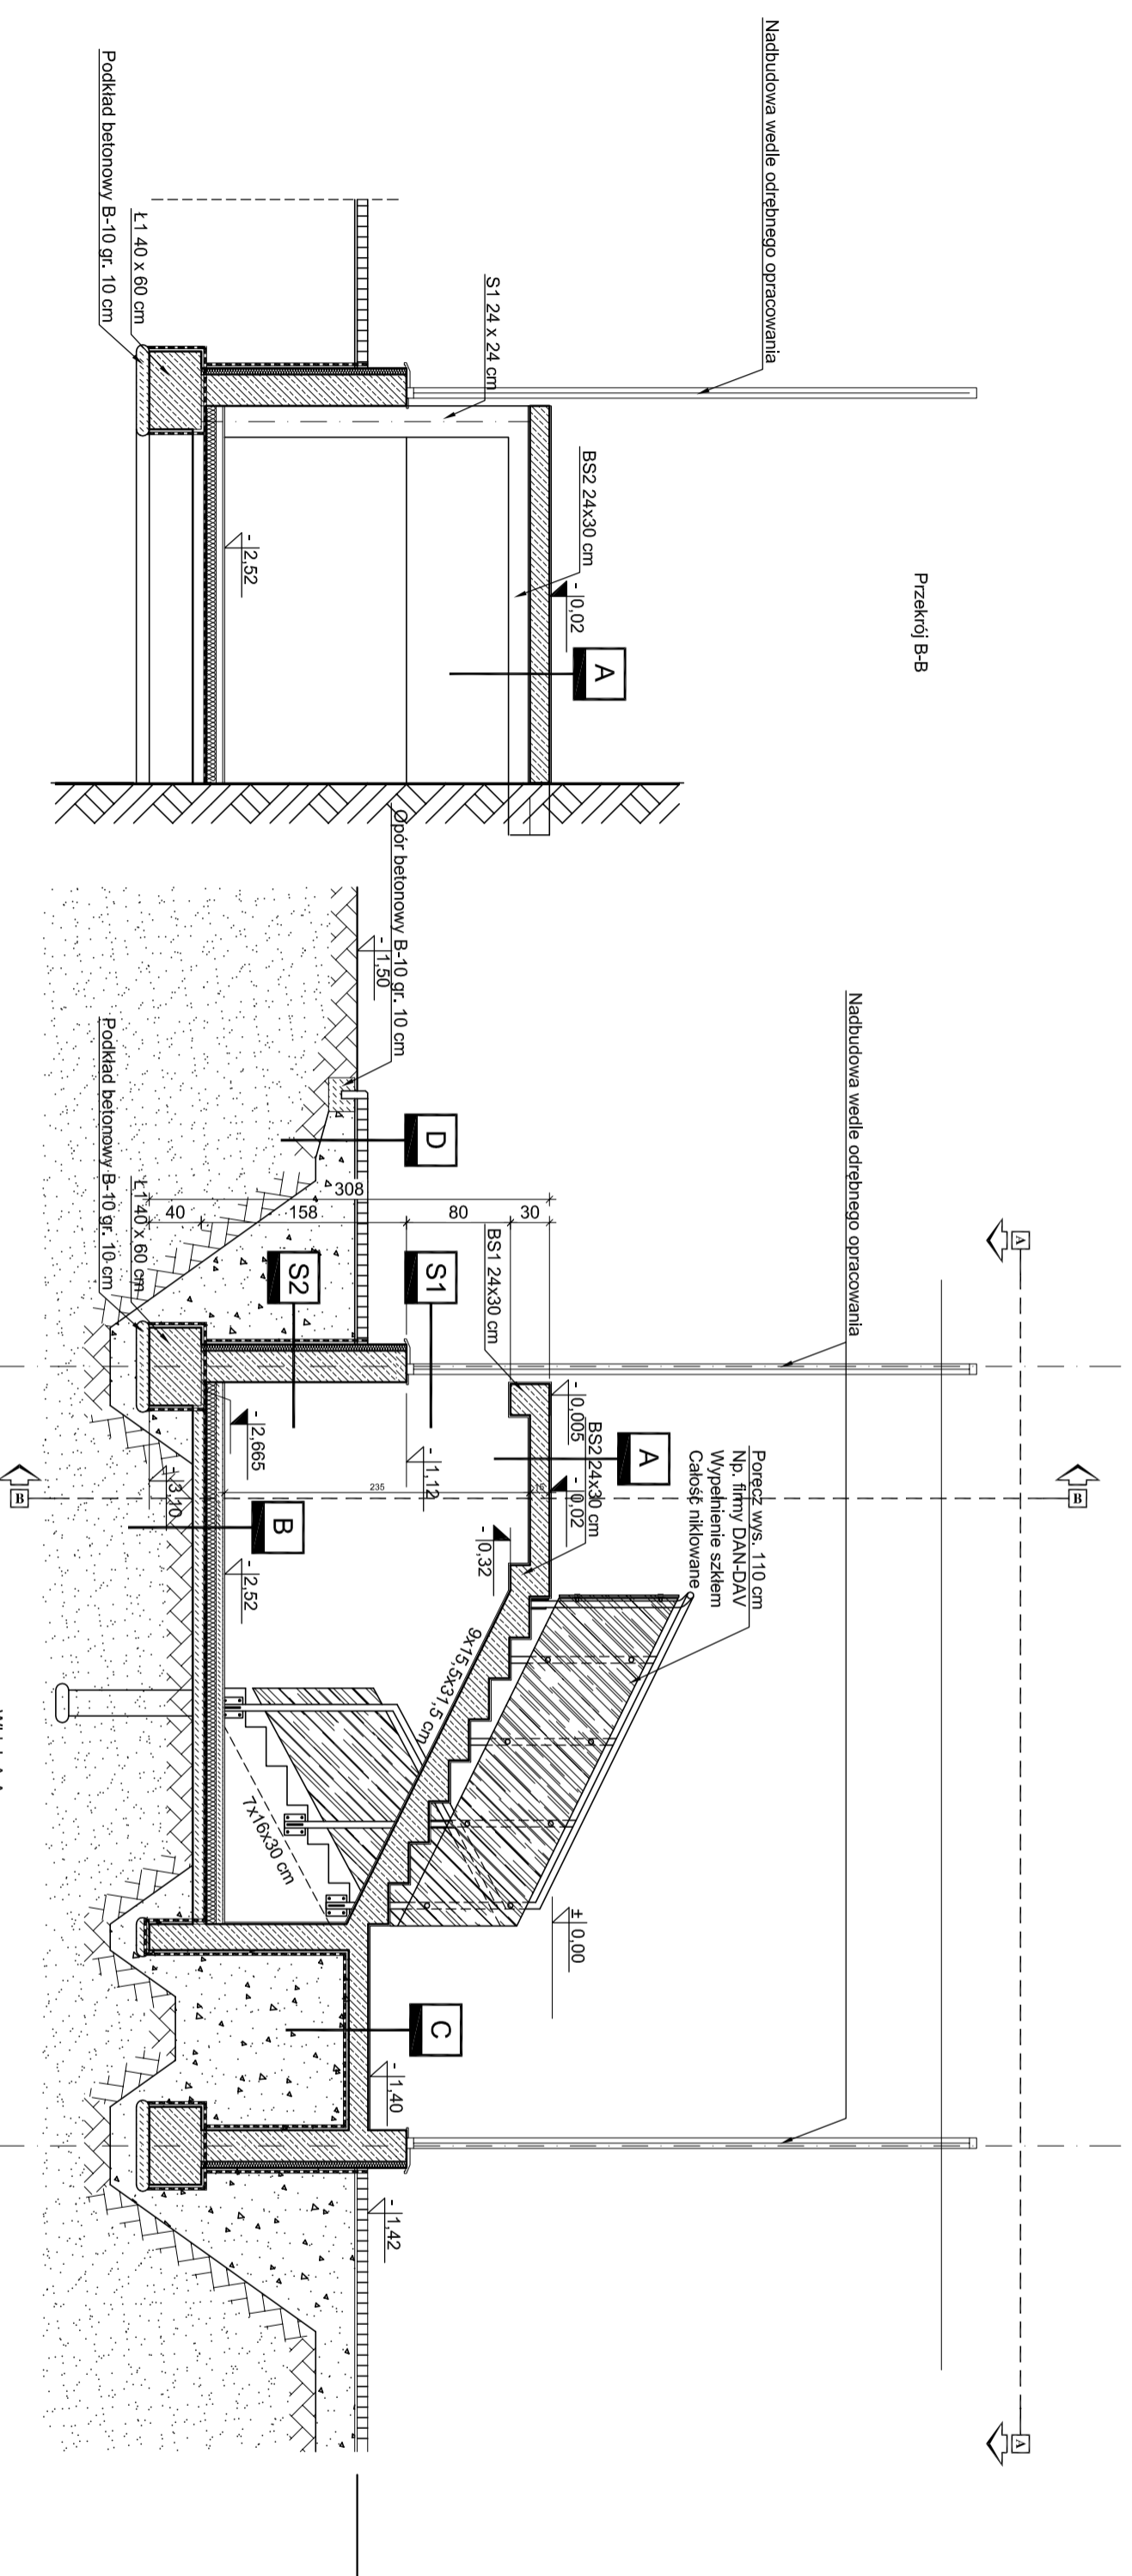 Przekrój B-B
Nadbudowa wedle odrębnego opracowania
S1 24 x 24 cm
BS2 24x30 cm
-0,02
A
-2,52
Ł1 40 x 60 cm
Podkład betonowy B-10 gr. 10 cm
A
A
B
B
Nadbudowa wedle odrębnego opracowania
Poręcz wys. 110 cm
Np. firmy DAN-DAV
Wypełnienie szkłem
Całość niklowane
A
BS2 24x30 cm
-0,005
-0,02
±0,00
BS1 24x30 cm
-0,32
-1,12
9x15,5x31,5 cm
Opór betonowy B-10 gr. 10 cm
-1,50
D
308
40
158
80
30
235
15
S1
S2
C
-1,40
-1,42
-2,665
-2,52
7x16x30 cm
B
-3,10
Ł1 40 x 60 cm
Podkład betonowy B-10 gr. 10 cm